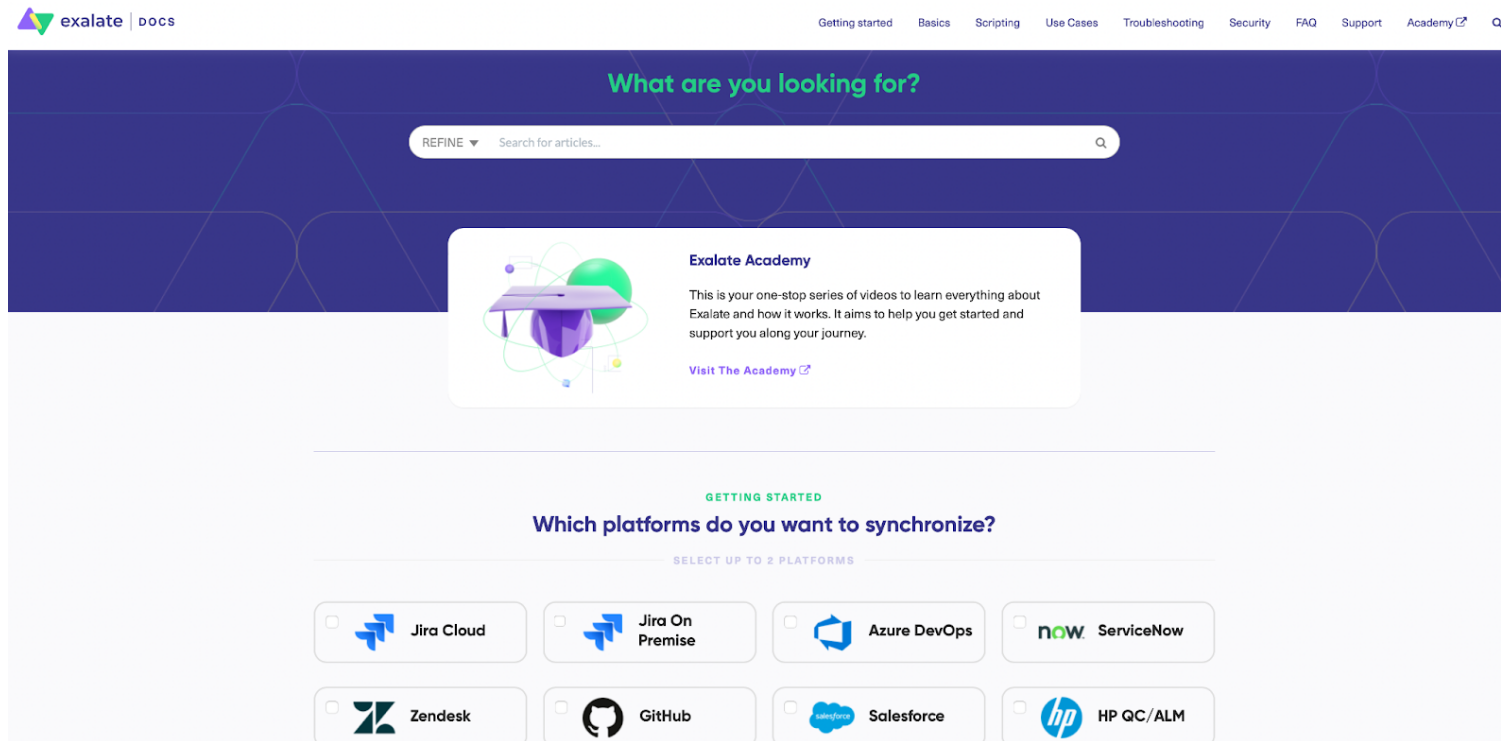 exalate | DOCS
Getting started Basics Scripting Use Cases Troubleshooting Security FAQ Support Academy
What are you looking for?
REFINE Search for articles...
Exalate Academy
This is your one-stop series of videos to learn everything about
Exalate and how it works. It aims to help you get started and
support you along your journey.
Visit The Academy
GETTING STARTED
Which platforms do you want to synchronize?
SELECT UP TO 2 PLATFORMS
Jira Cloud
Jira On
Premise
Azure DevOps
now.
ServiceNow
Zendesk
GitHub
salesforce
Salesforce
hp
HP QC/ALM